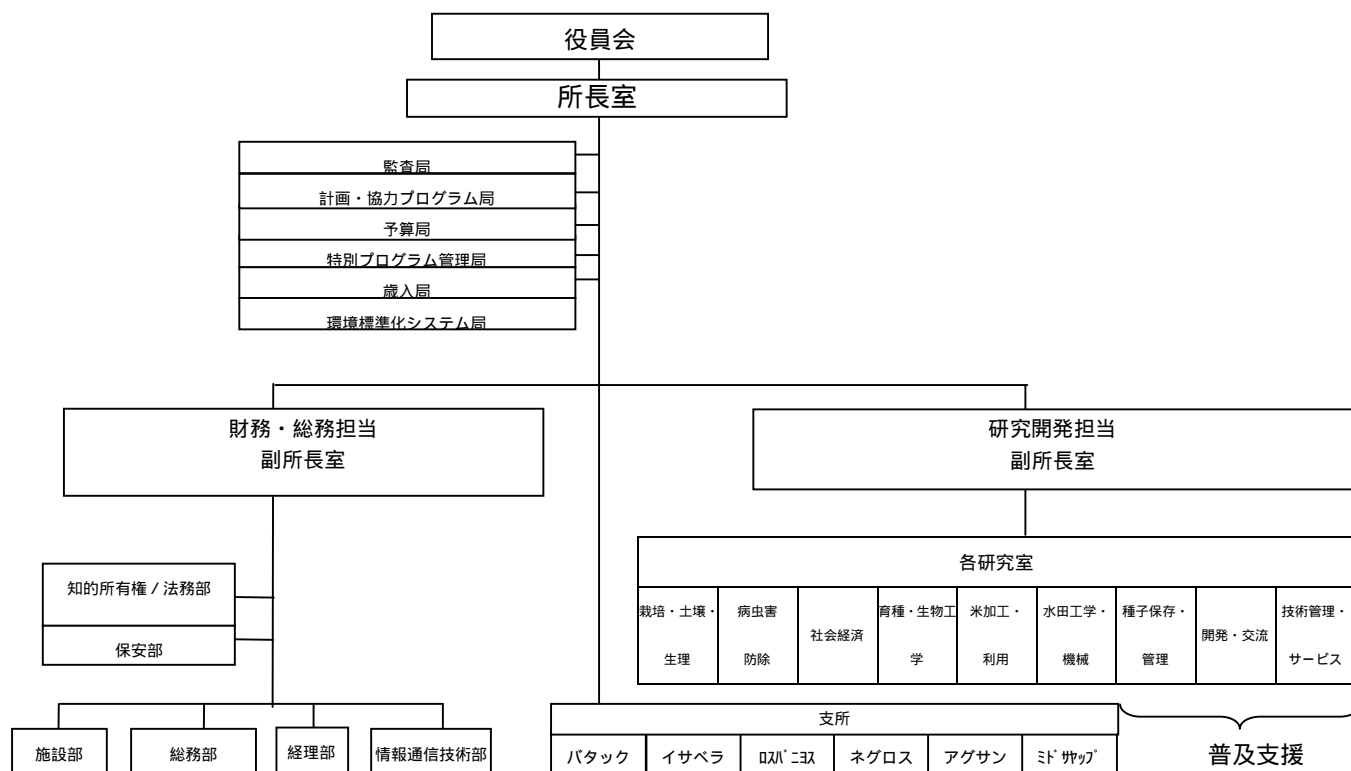 役員会
所長室
監査局
計画・協力プログラム局
予算局
特別プログラム管理局
歳入局
環境標準化システム局
財務・総務担当
副所長室
研究開発担当
副所長室
知的所有権 / 法務部
保安部
各研究室
栽培・土壌・
生理
病虫害
防除
社会経済
育種・生物工
学
米加工・
利用
水田工学・
機械
種子保存・
管理
開発・交流
技術管理・
サービス
施設部
総務部
経理部
情報通信技術部
支所
バタック
イサベラ
ﾛｽﾊﾞﾆﾖｽ
ネグロス
アグサン
ﾐﾄﾞｻﾔｯﾌﾟ
普及支援